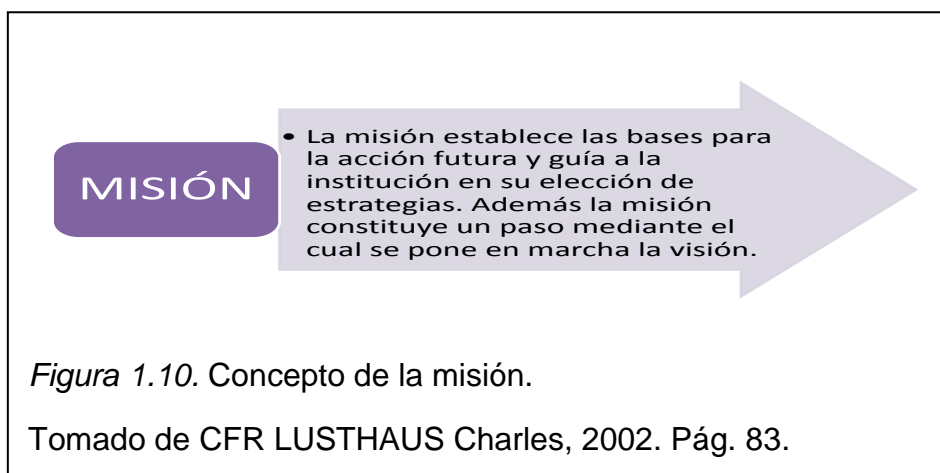 MISIÓN
• La misión establece las bases para
la acción futura y guía a la
institución en su elección de
estrategias. Además la misión
constituye un paso mediante el
cual se pone en marcha la visión.
Figura 1.10. Concepto de la misión.
Tomado de CFR LUSTHAUS Charles, 2002. Pág. 83.